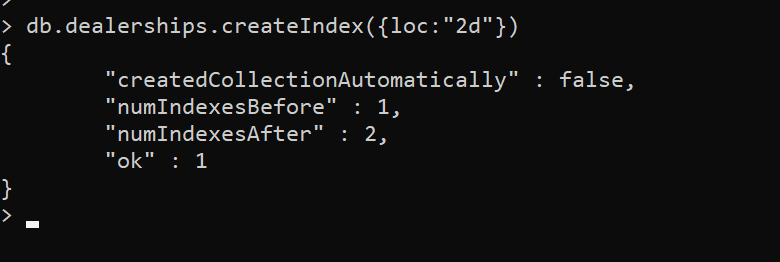 >
> db.dealerships.createIndex({loc:"2d"})
{
        "createdCollectionAutomatically" : false,
        "numIndexesBefore" : 1,
        "numIndexesAfter" : 2,
        "ok" : 1
}
>